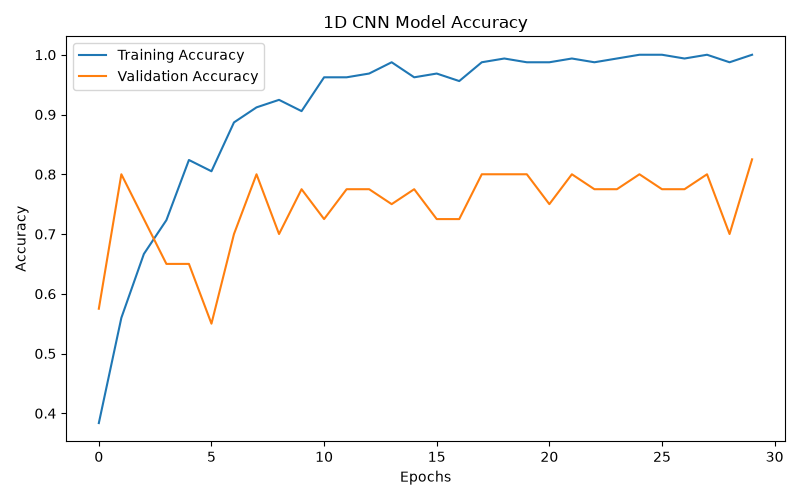 1D CNN Model Accuracy
Training Accuracy
Validation Accuracy
1.0
0.9
0.8
0.7
0.6
0.5
0.4
Accuracy
0 5 10 15 20 25 30
Epochs